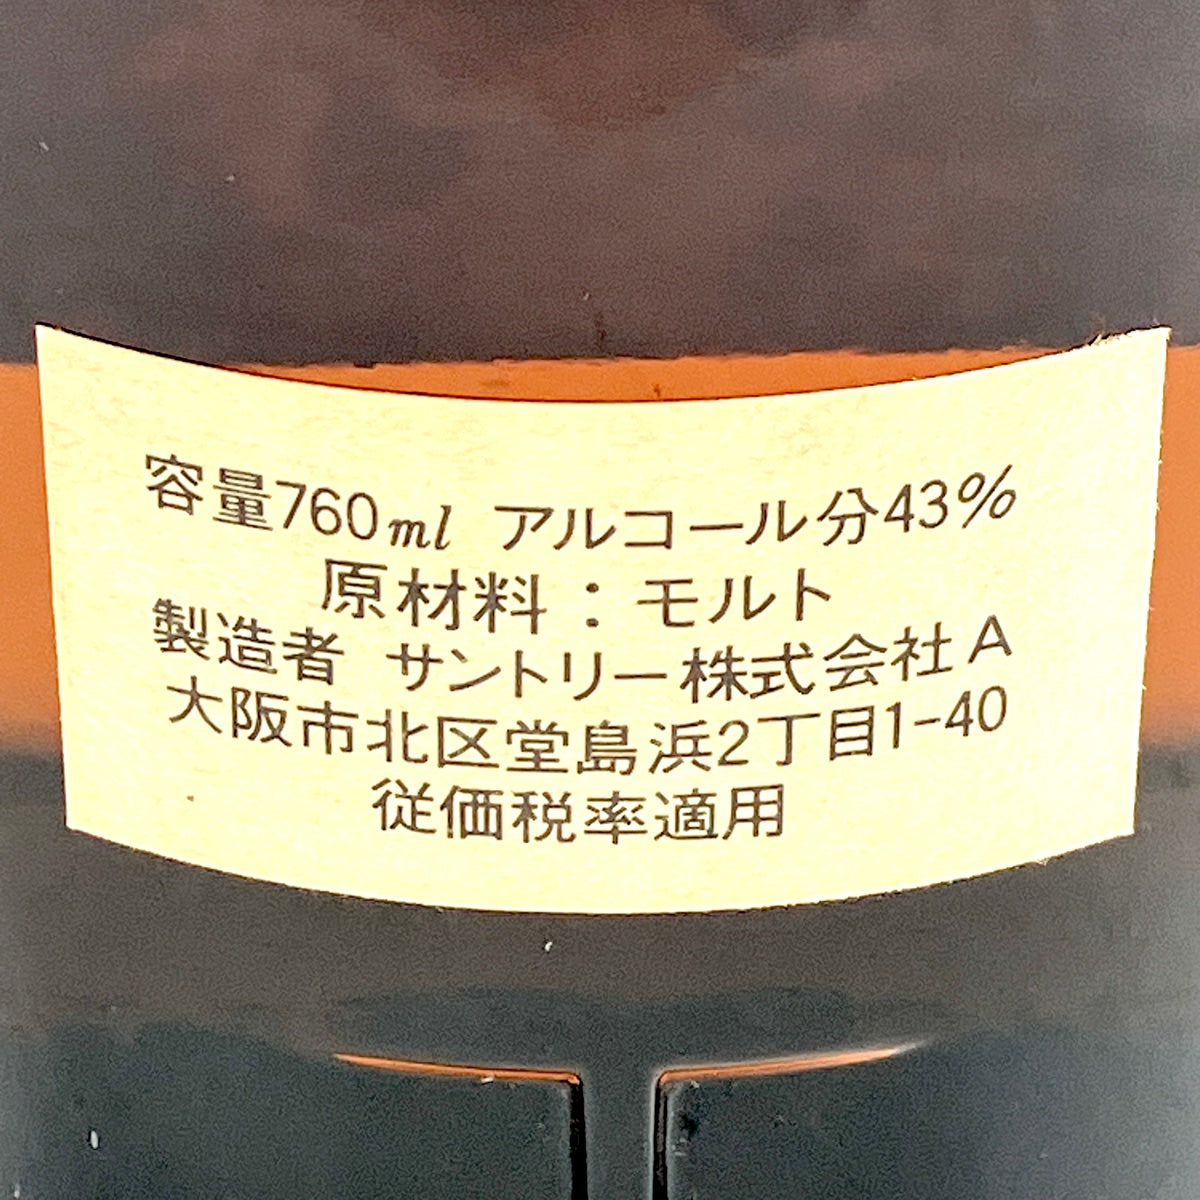 容量760ml アルコール分43%
原材料：モルト
製造者 サントリー株式会社A
大阪市北区堂島浜2丁目1-40
従価税率適用